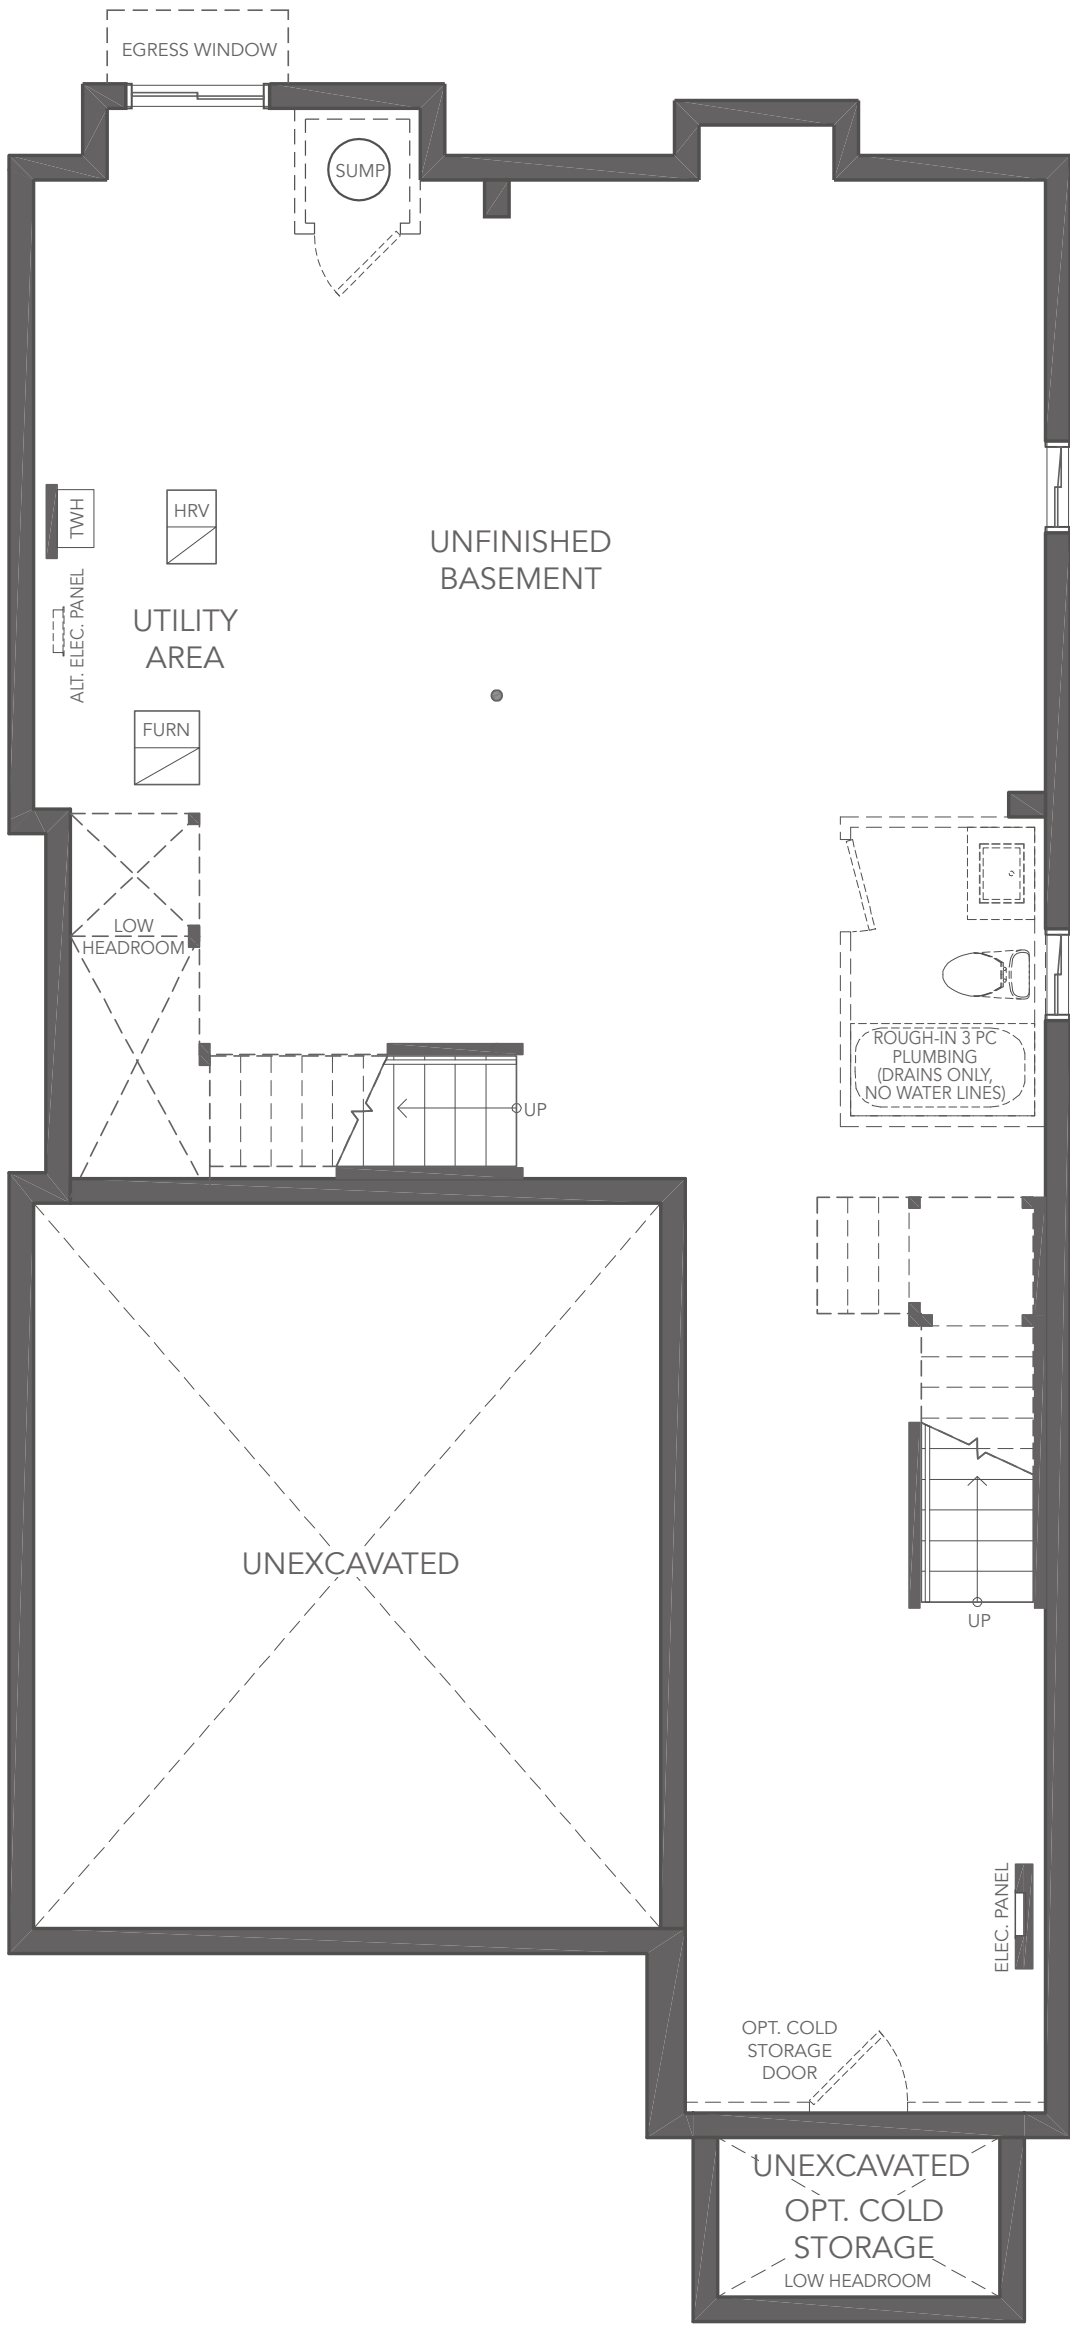 EGRESS WINDOW
SUMP
TWH
HRV
UNFINISHED
BASEMENT
ALT. ELEC. PANEL
UTILITY
AREA
FURN
LOW
HEADROOM
ROUGH-IN 3 PC
PLUMBING
(DRAINS ONLY,
NO WATER LINES)
UP
UNEXCAVATED
UP
ELEC. PANEL
OPT. COLD
STORAGE
DOOR
UNEXCAVATED
OPT. COLD
STORAGE
LOW HEADROOM